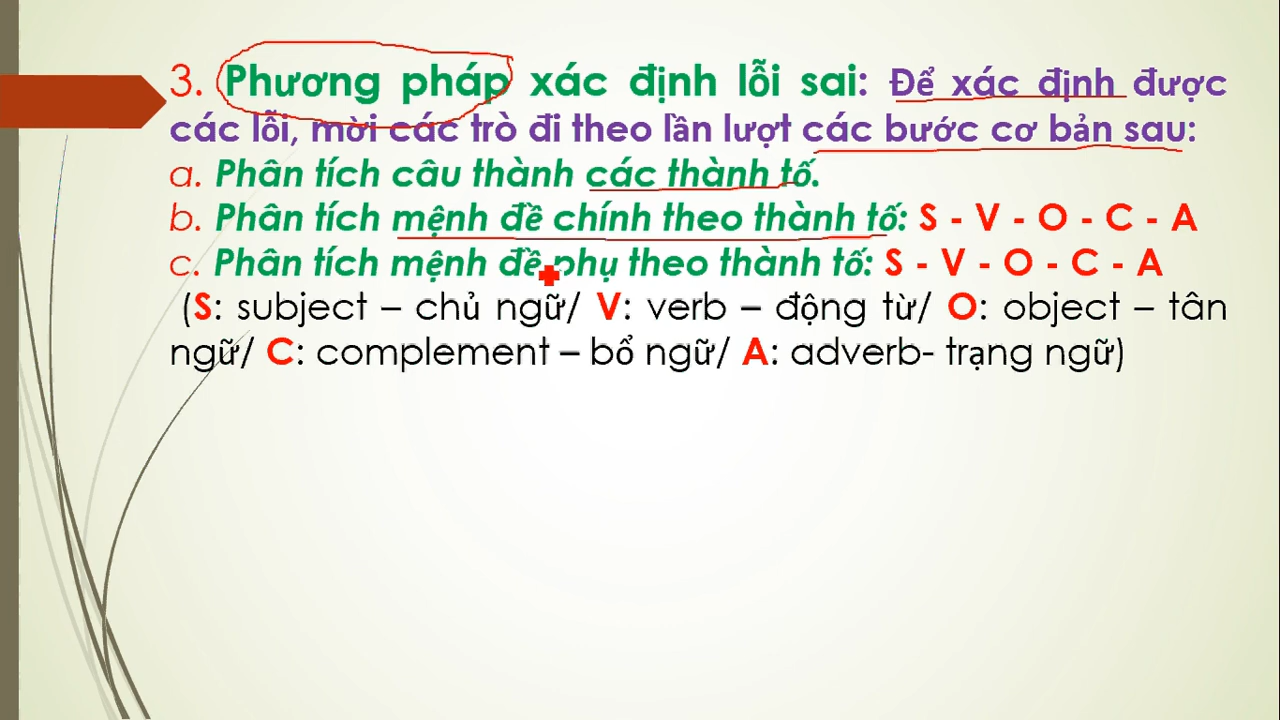 3. Phương pháp xác định lỗi sai: Để xác định được
các lỗi, mời các trò đi theo lần lượt các bước cơ bản sau:
a. Phân tích câu thành các thành tố.
b. Phân tích mệnh đề chính theo thành tố: S - V - O - C - A
c. Phân tích mệnh đề phụ theo thành tố: S - V - O - C - A
(S: subject – chủ ngữ/ V: verb – động từ/ O: object – tân
ngữ/ C: complement – bổ ngữ/ A: adverb- trạng ngữ)